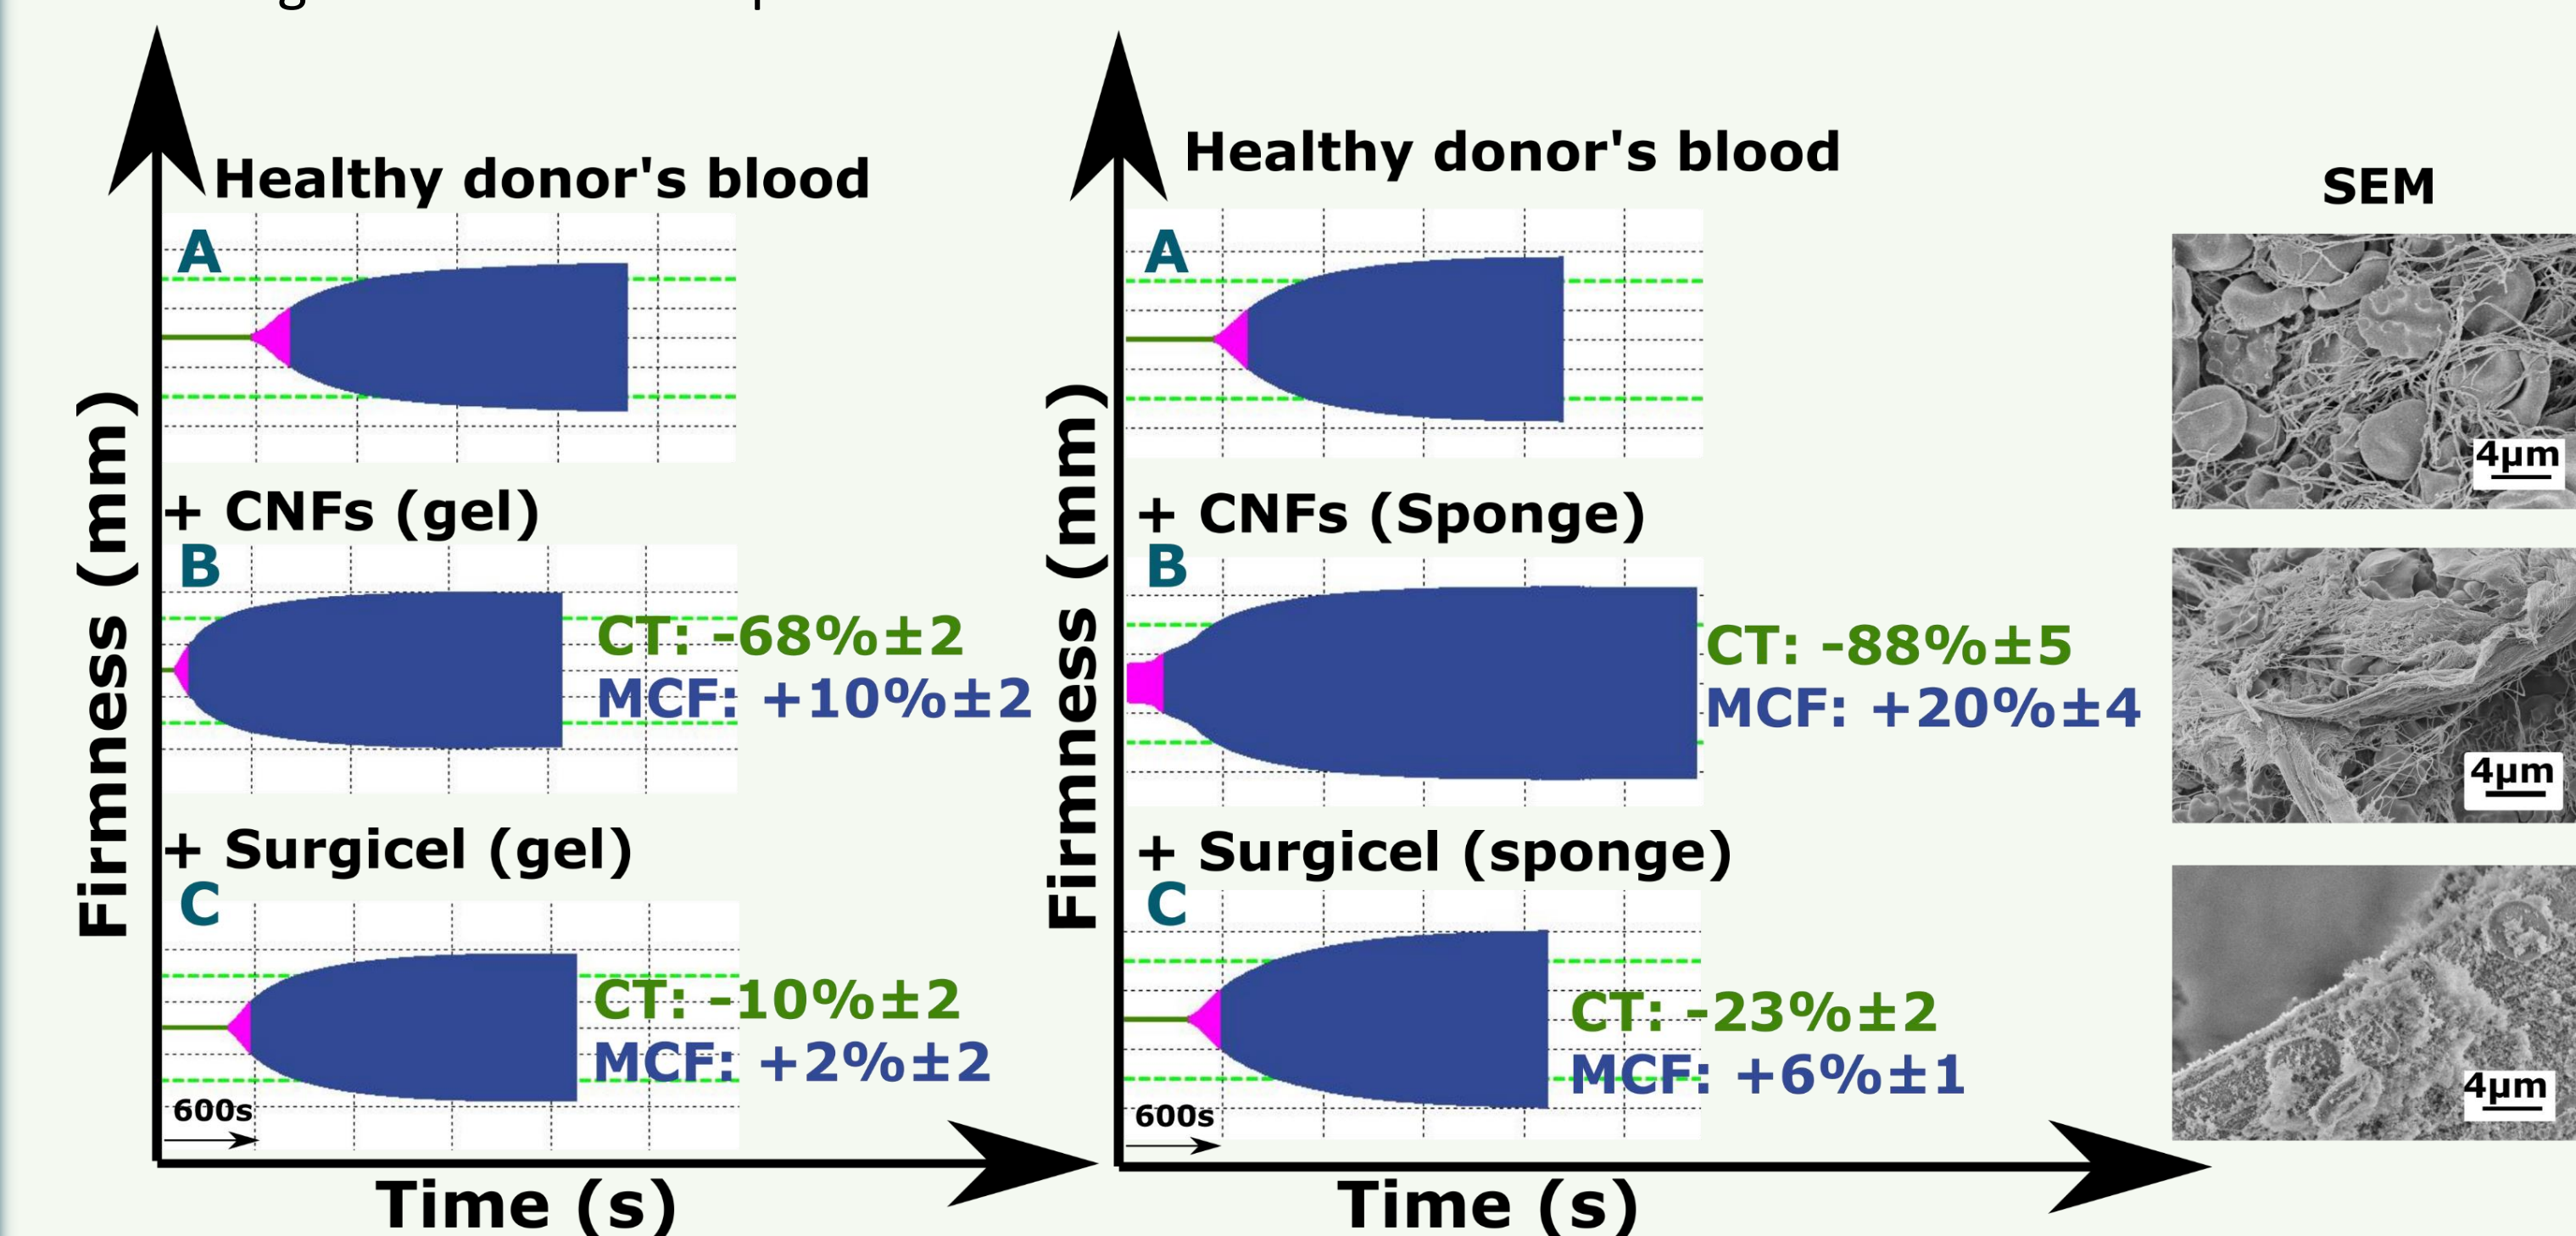 Healthy donor's blood
A
+ CNFs (gel)
B
CT: -68%±2
MCF: +10%±2
+ Surgicel (gel)
C
CT: -10%±2
MCF: +2%±2
600s
Firmness (mm)
Time (s)
Healthy donor's blood
A
+ CNFs (Sponge)
B
CT: -88%±5
MCF: +20%±4
+ Surgicel (sponge)
C
CT: -23%±2
MCF: +6%±1
600s
Firmness (mm)
Time (s)
SEM
4µm
4µm
4µm